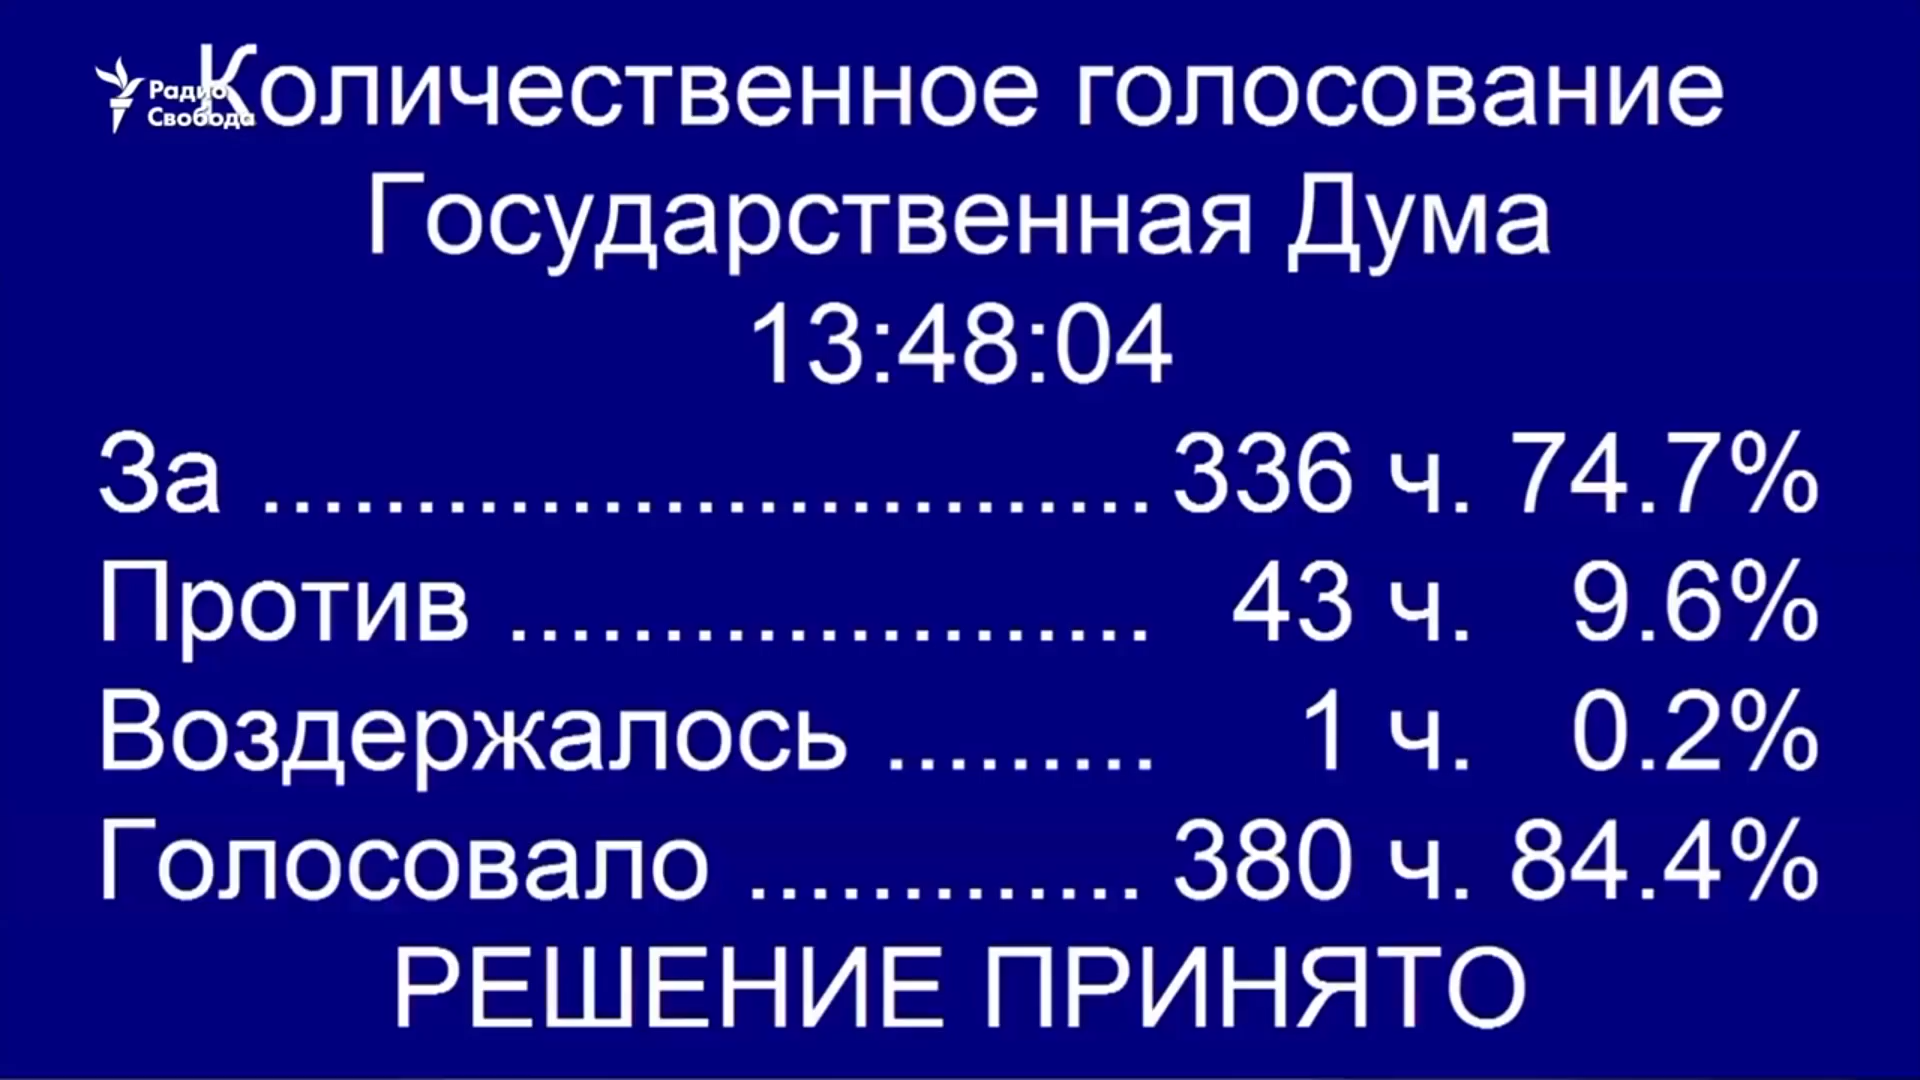 Радио
Свобода
Количественное голосование
Государственная Дума
13:48:04
За ............................. 336 ч. 74.7%
Против ..................... 43 ч. 9.6%
Воздержалось ......... 1 ч. 0.2%
Голосовало ............. 380 ч. 84.4%
РЕШЕНИЕ ПРИНЯТО